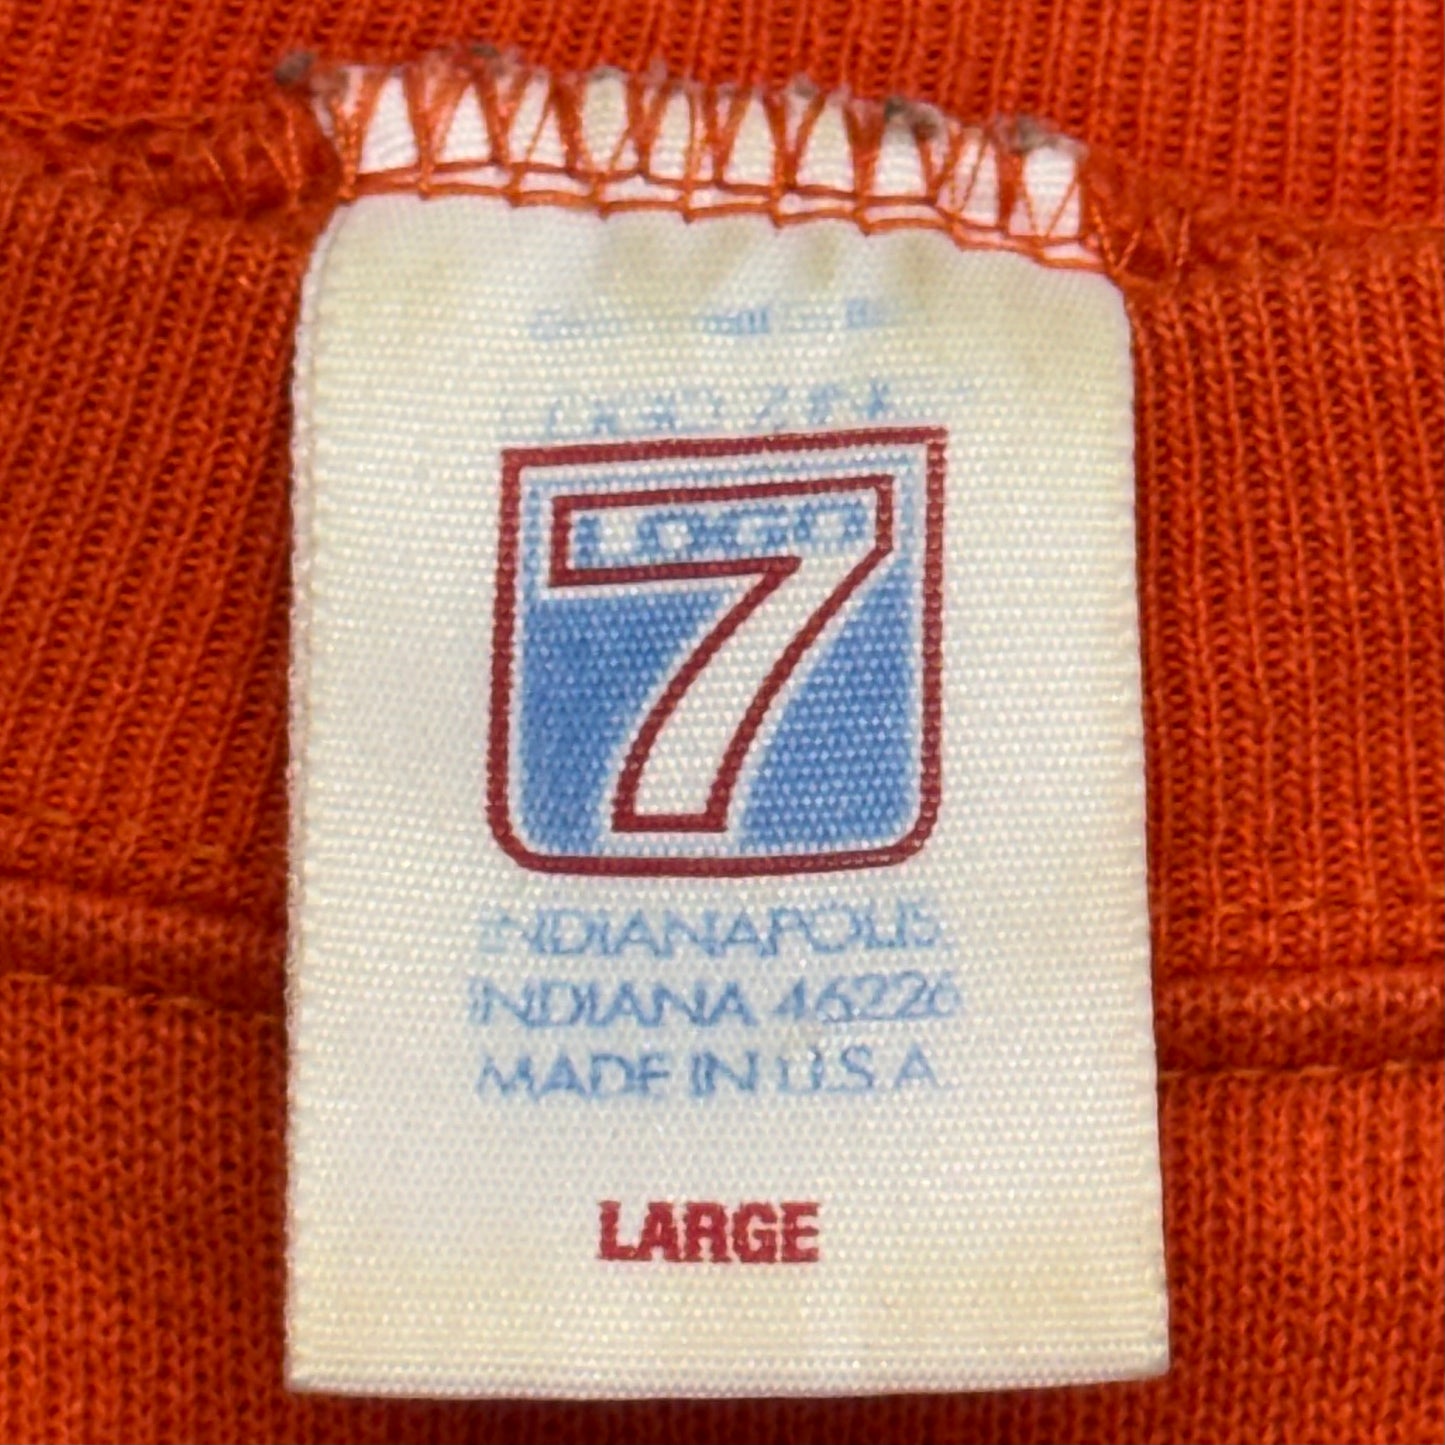 LOGO
7
INDIANAPOLIS
INDIANA 46226
MADE IN U.S.A.
LARGE